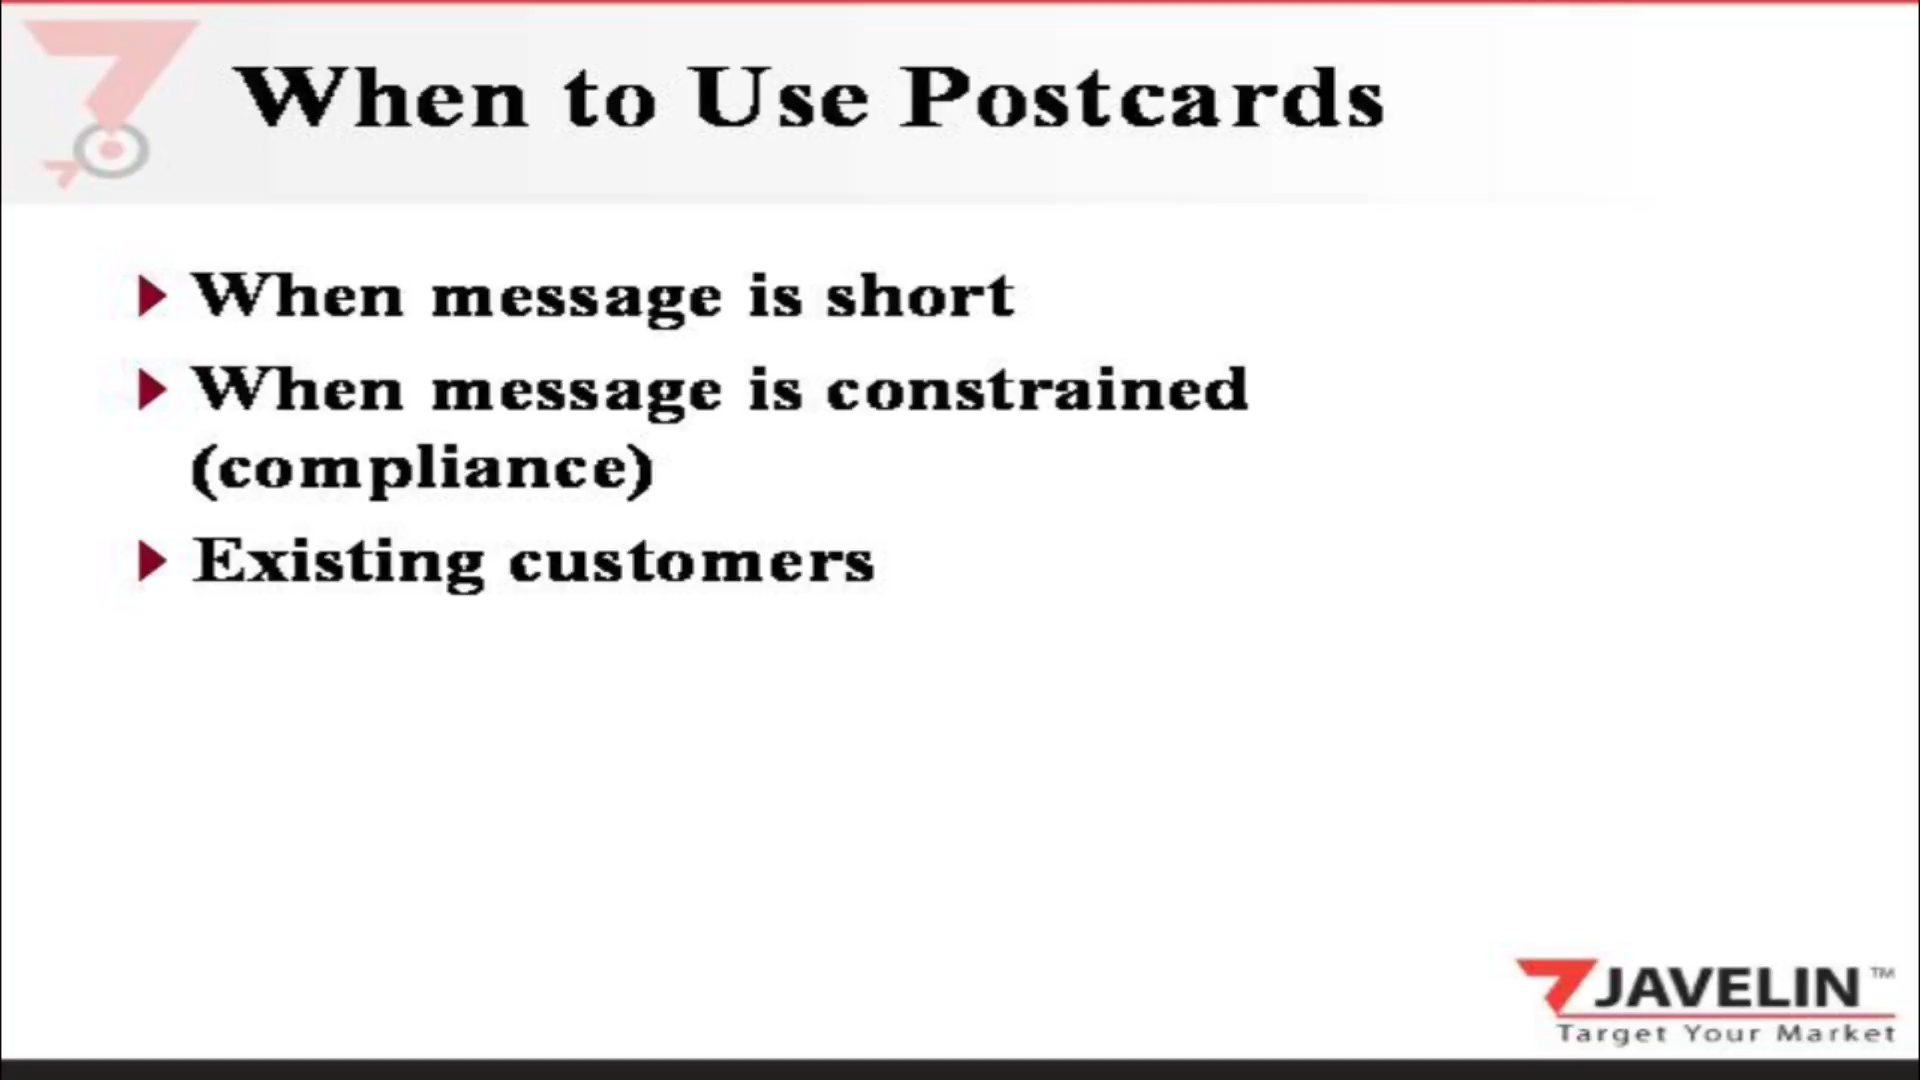 When to Use Postcards
When message is short
When message is constrained
(compliance)
Existing customers
JAVELIN™
Target Your Market